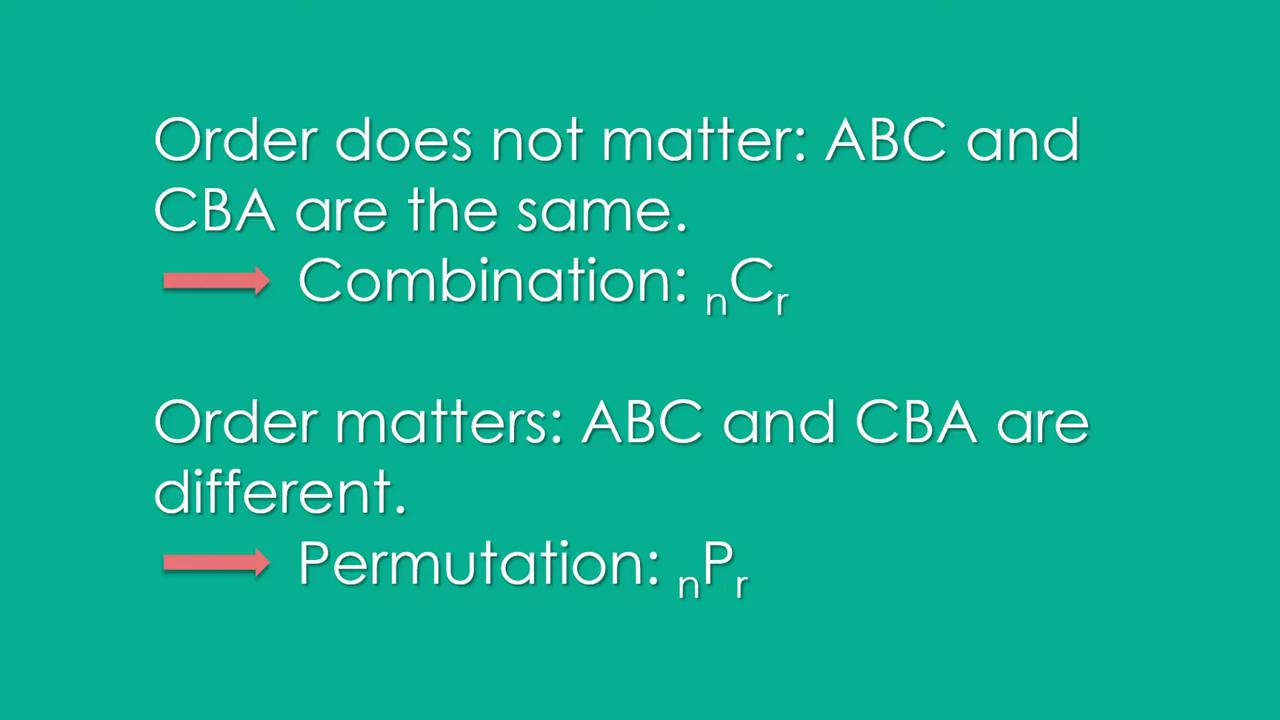 Order does not matter: ABC and
CBA are the same.
Combination: nCr
Order matters: ABC and CBA are
different.
Permutation: nPr